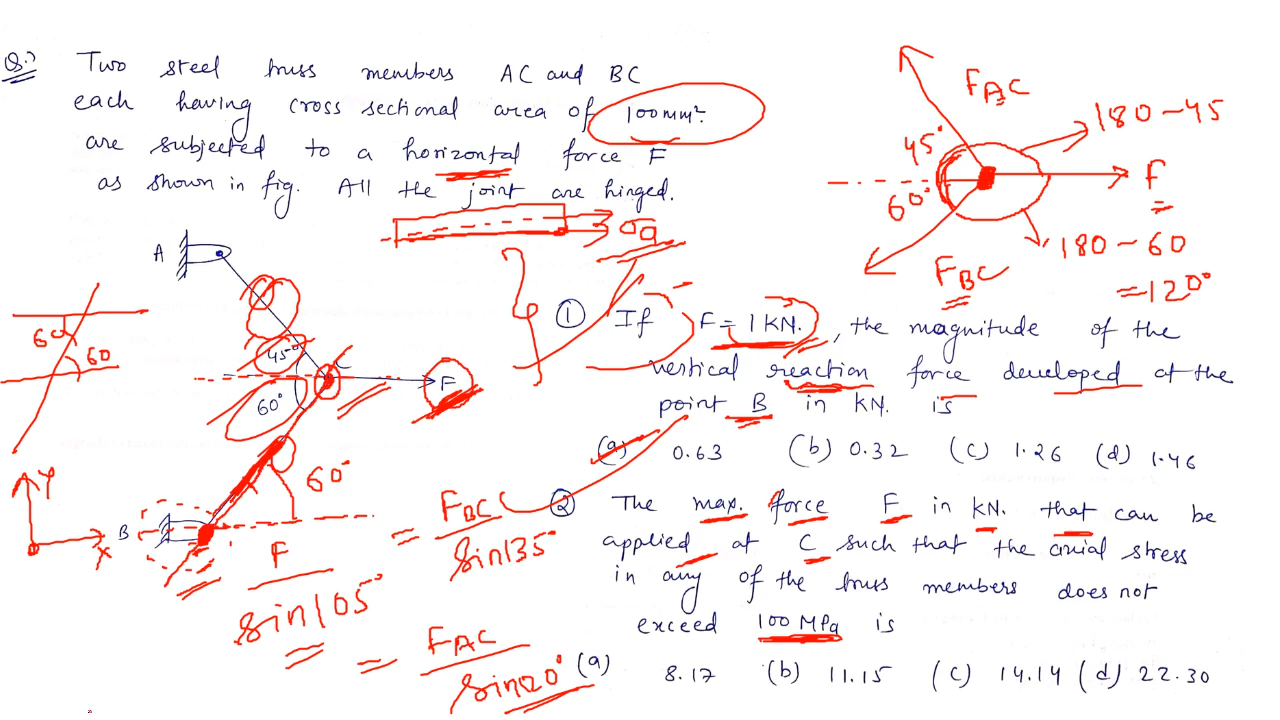 Q.→ Two steel truss members AC and BC
each having cross sectional area of 100mm².
are subjected to a horizontal force F
as shown in fig. All the joint are hinged.
σa
A
45°
C
F
60°
B
60
60
Y
X
60°
FAC
45°
60°
180-45
F
180-60
=120°
FBC
① If F = 1 KN. , the magnitude of the
vertical reaction force developed at the
point B in KN. is
(a) 0.63 (b) 0.32 (c) 1.26 (d) 1.46
② The max. force F in KN. that can be
applied at C such that the axial stress
in any of the truss members does not
exceed 100 MPa is
(a) 8.17 (b) 11.15 (c) 14.14 (d) 22.30
F / sin105° = FBC / sin135°
= FAC / sin120°